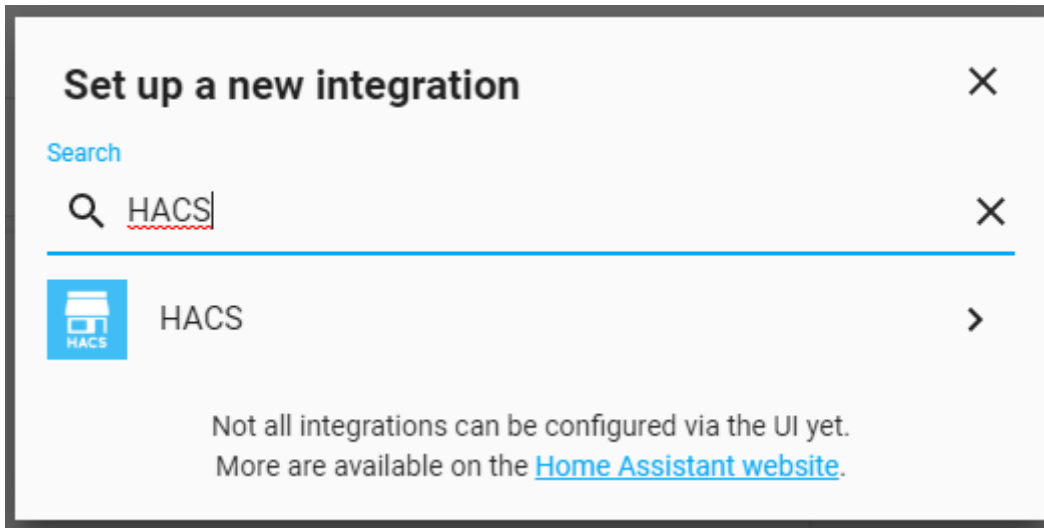 Set up a new integration
Search
HACS
HACS
HACS
Not all integrations can be configured via the UI yet.
More are available on the Home Assistant website.